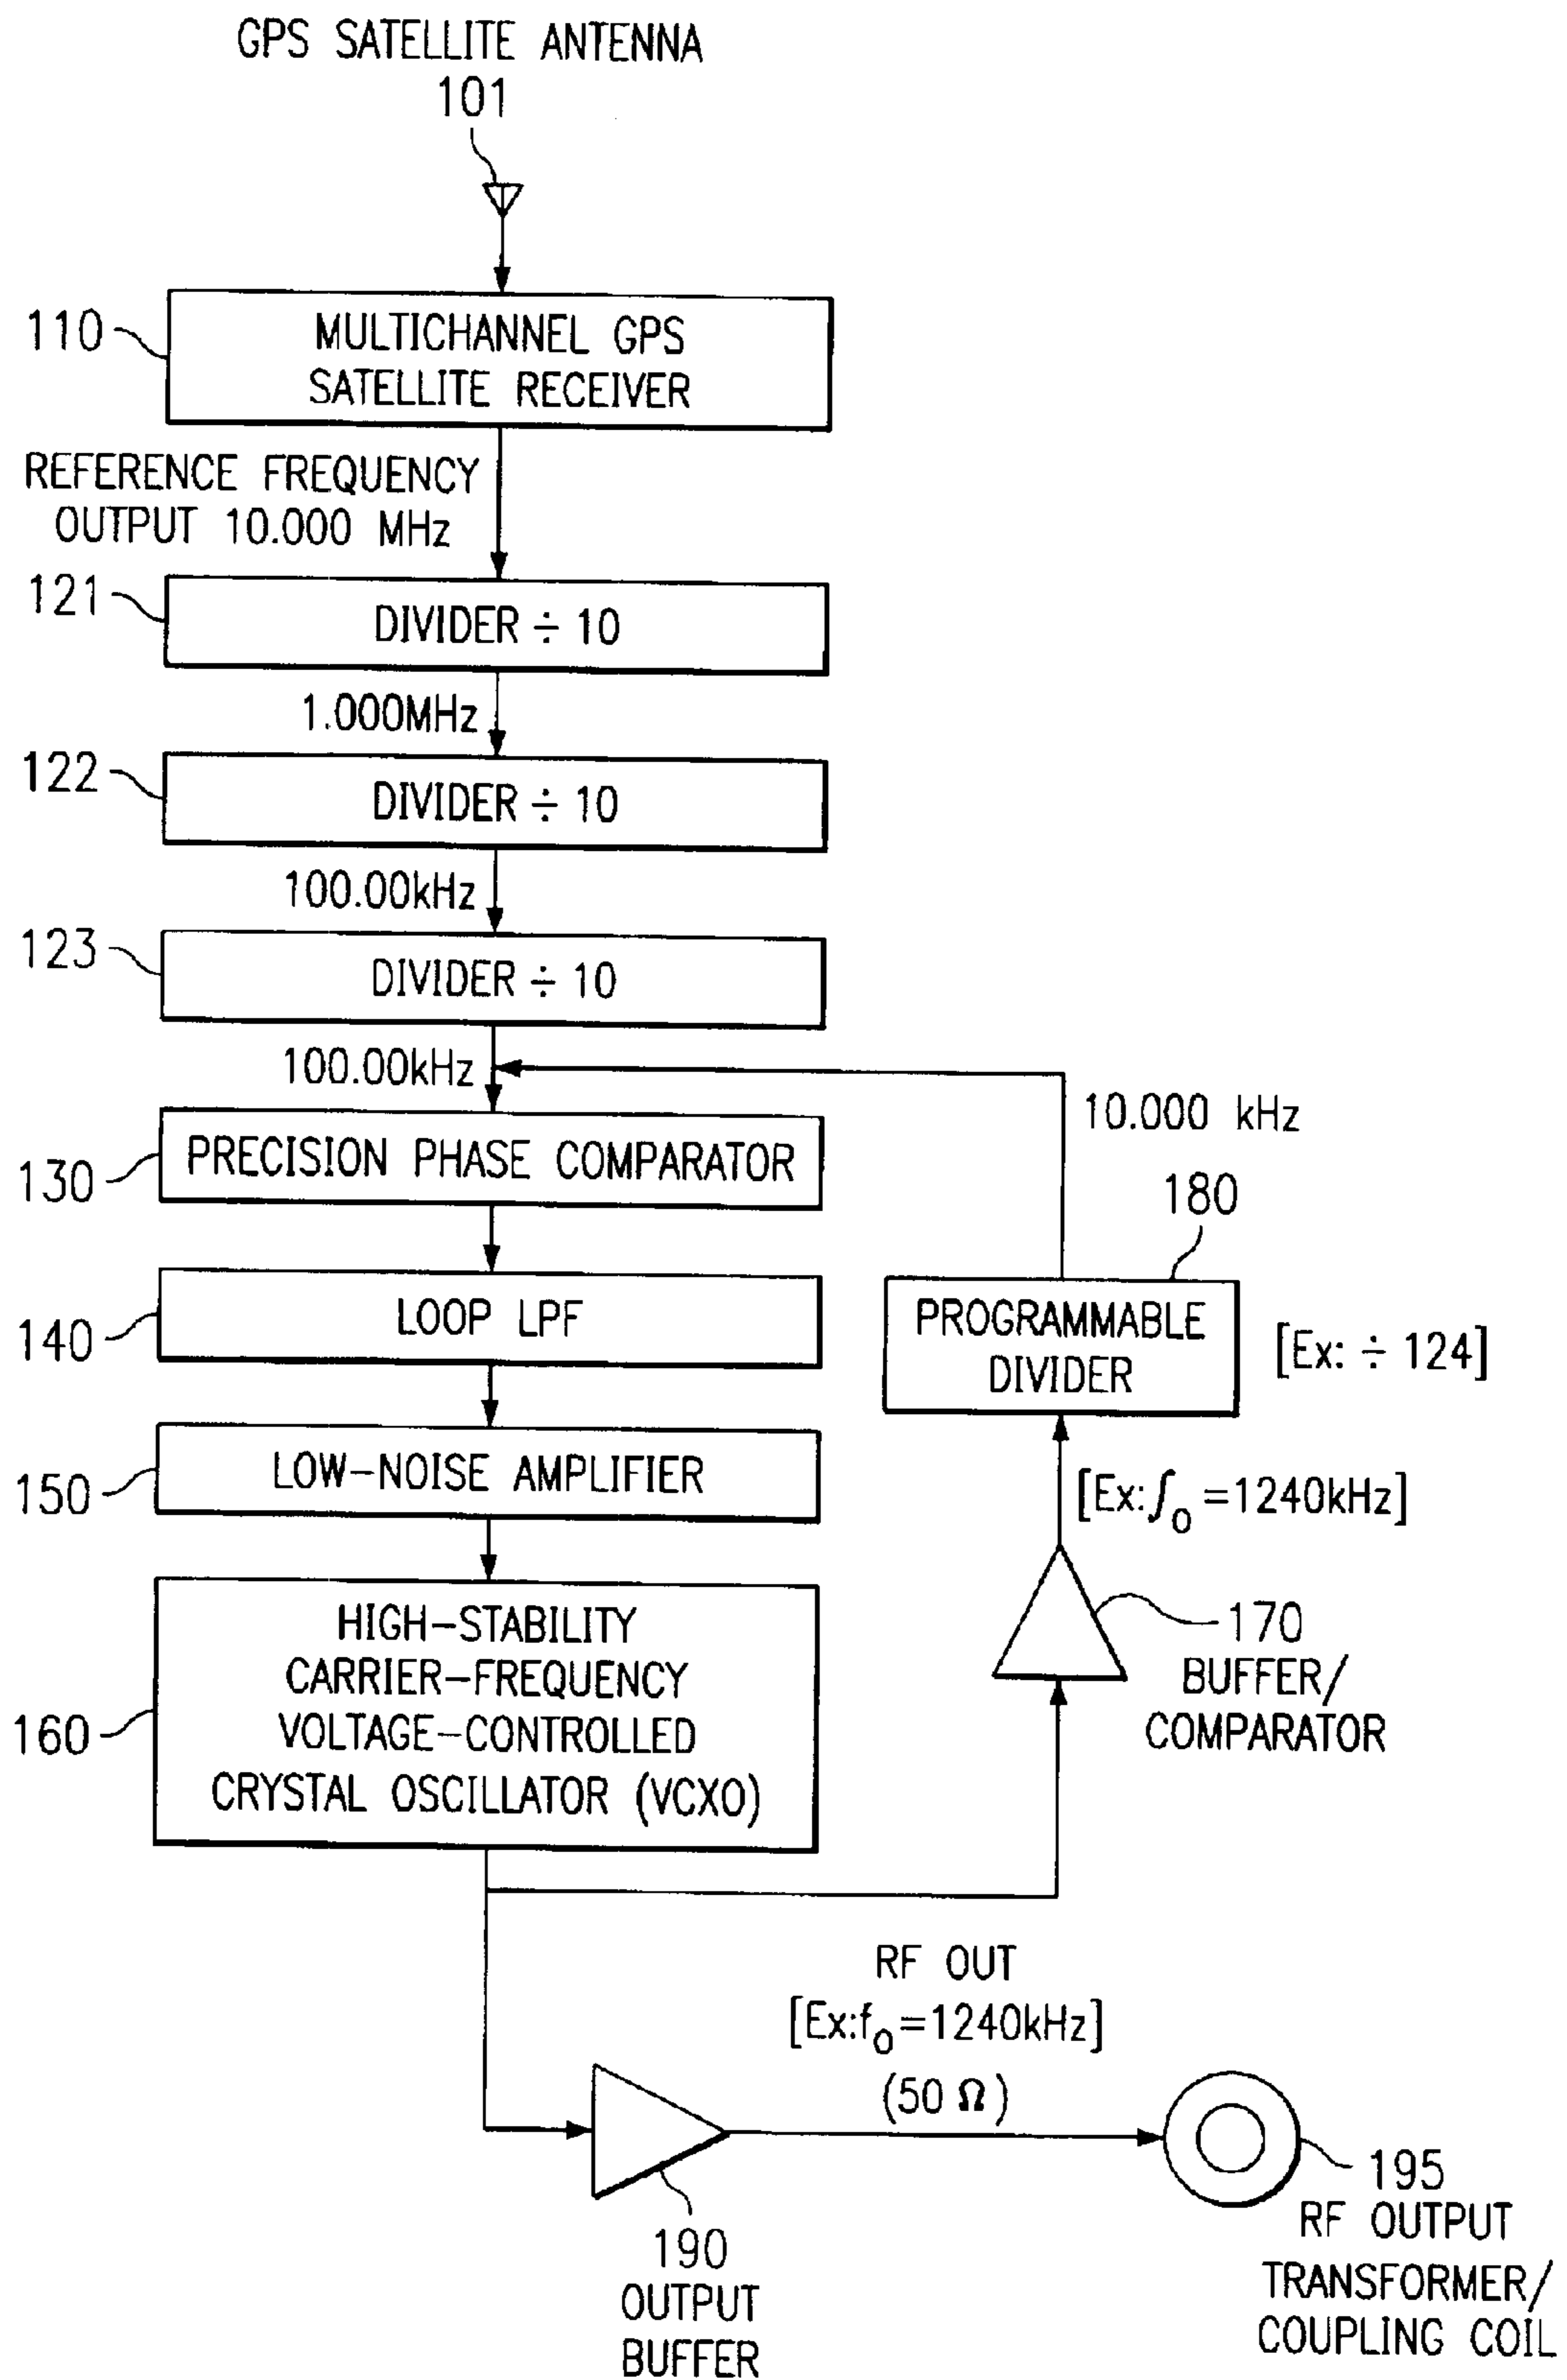 GPS SATELLITE ANTENNA
101
110
MULTICHANNEL GPS
SATELLITE RECEIVER
REFERENCE FREQUENCY
OUTPUT 10.000 MHz
121
DIVIDER ÷ 10
1.000MHz
122
DIVIDER ÷ 10
100.00kHz
123
DIVIDER ÷ 10
100.00kHz
10.000 kHz
130
PRECISION PHASE COMPARATOR
180
140
LOOP LPF
PROGRAMMABLE
DIVIDER
[Ex: ÷ 124]
150
LOW-NOISE AMPLIFIER
[Ex:∫o =1240kHz]
160
HIGH-STABILITY
CARRIER-FREQUENCY
VOLTAGE-CONTROLLED
CRYSTAL OSCILLATOR (VCXO)
170
BUFFER/
COMPARATOR
RF OUT
[Ex:fo=1240kHz]
(50 Ω)
190
OUTPUT
BUFFER
195
RF OUTPUT
TRANSFORMER/
COUPLING COIL